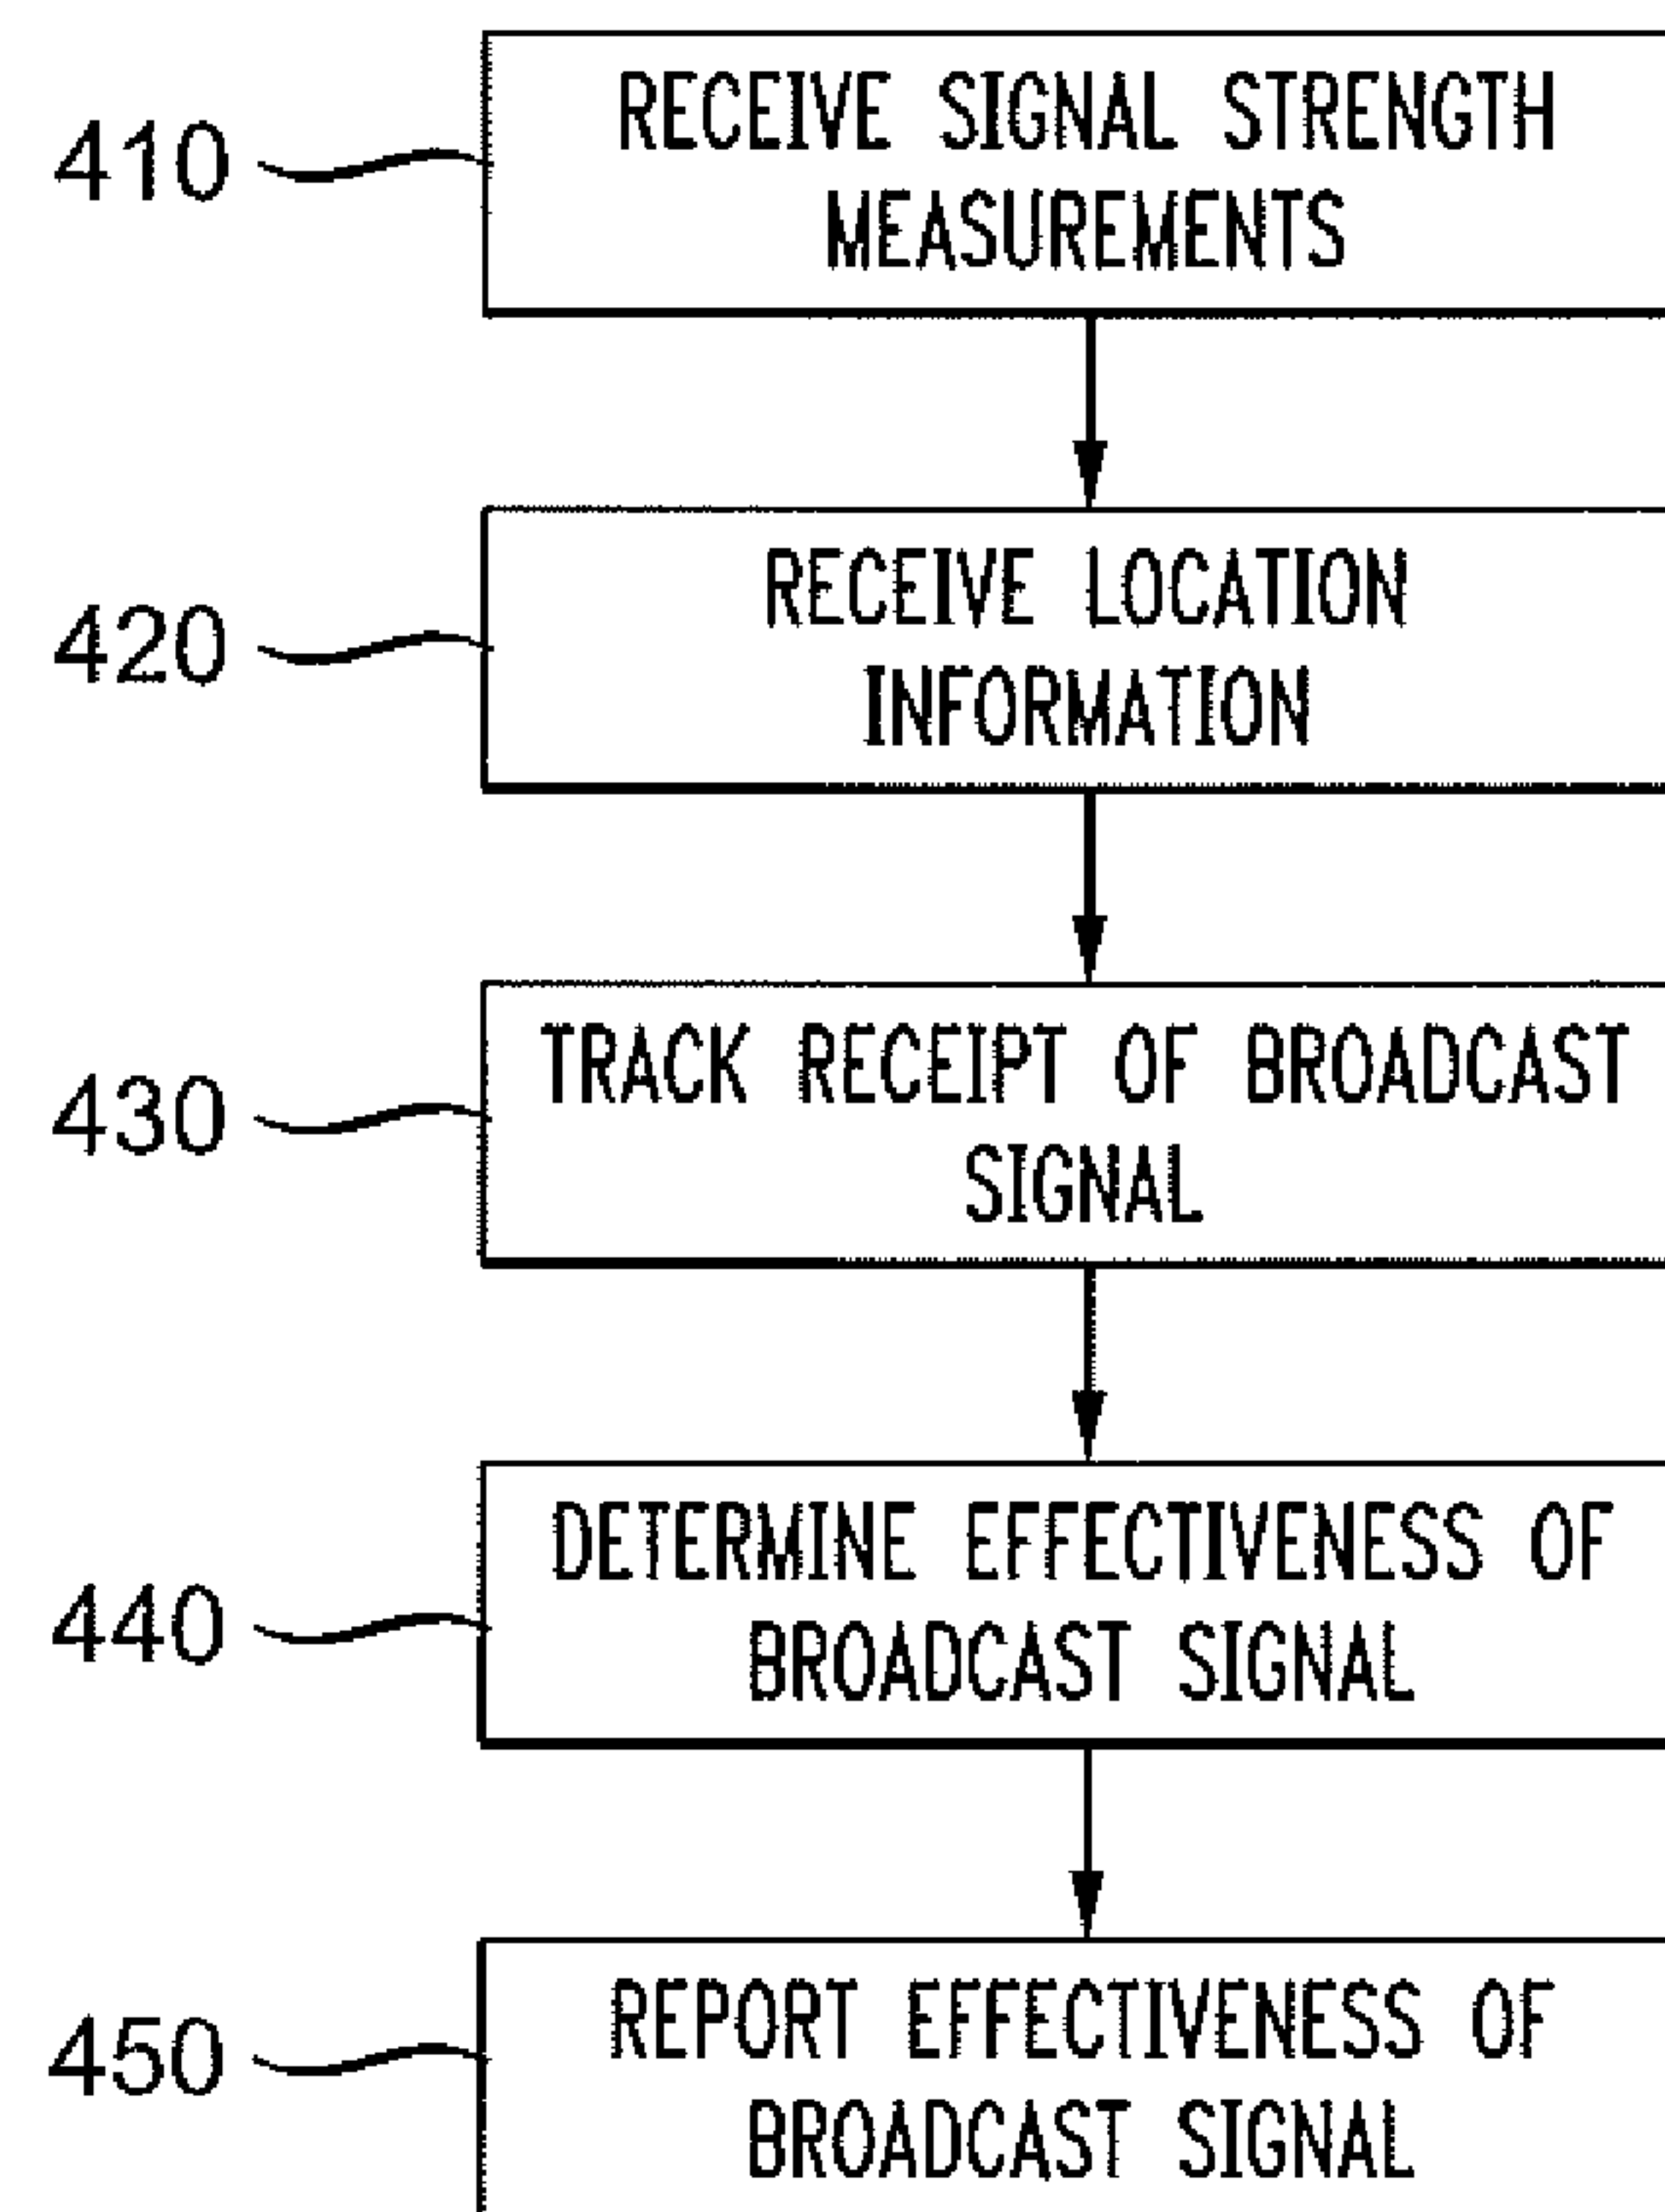 410
RECEIVE SIGNAL STRENGTH
MEASUREMENTS
420
RECEIVE LOCATION
INFORMATION
430
TRACK RECEIPT OF BROADCAST
SIGNAL
440
DETERMINE EFFECTIVENESS OF
BROADCAST SIGNAL
450
REPORT EFFECTIVENESS OF
BROADCAST SIGNAL